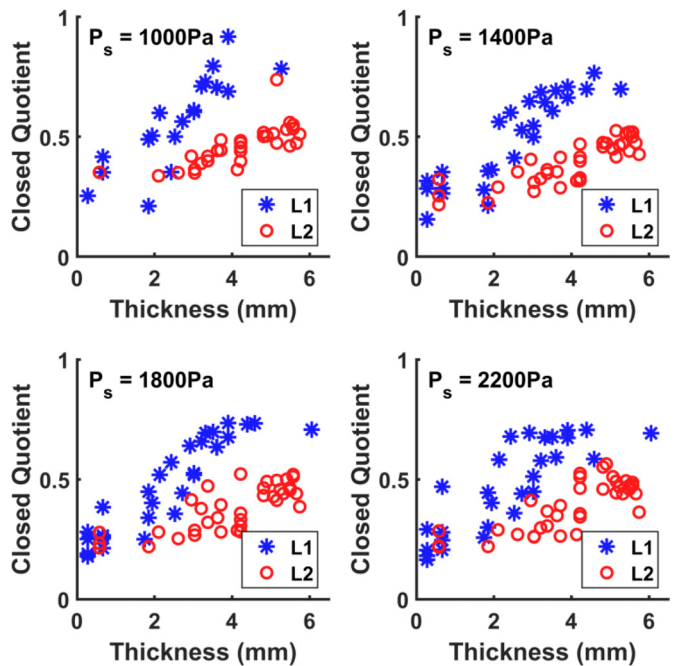 1
P_s = 1000Pa
Closed Quotient
0.5
L1
L2
0
0 2 4 6
Thickness (mm)
1
P_s = 1400Pa
Closed Quotient
0.5
L1
L2
0
0 2 4 6
Thickness (mm)
1
P_s = 1800Pa
Closed Quotient
0.5
L1
L2
0
0 2 4 6
Thickness (mm)
1
P_s = 2200Pa
Closed Quotient
0.5
L1
L2
0
0 2 4 6
Thickness (mm)